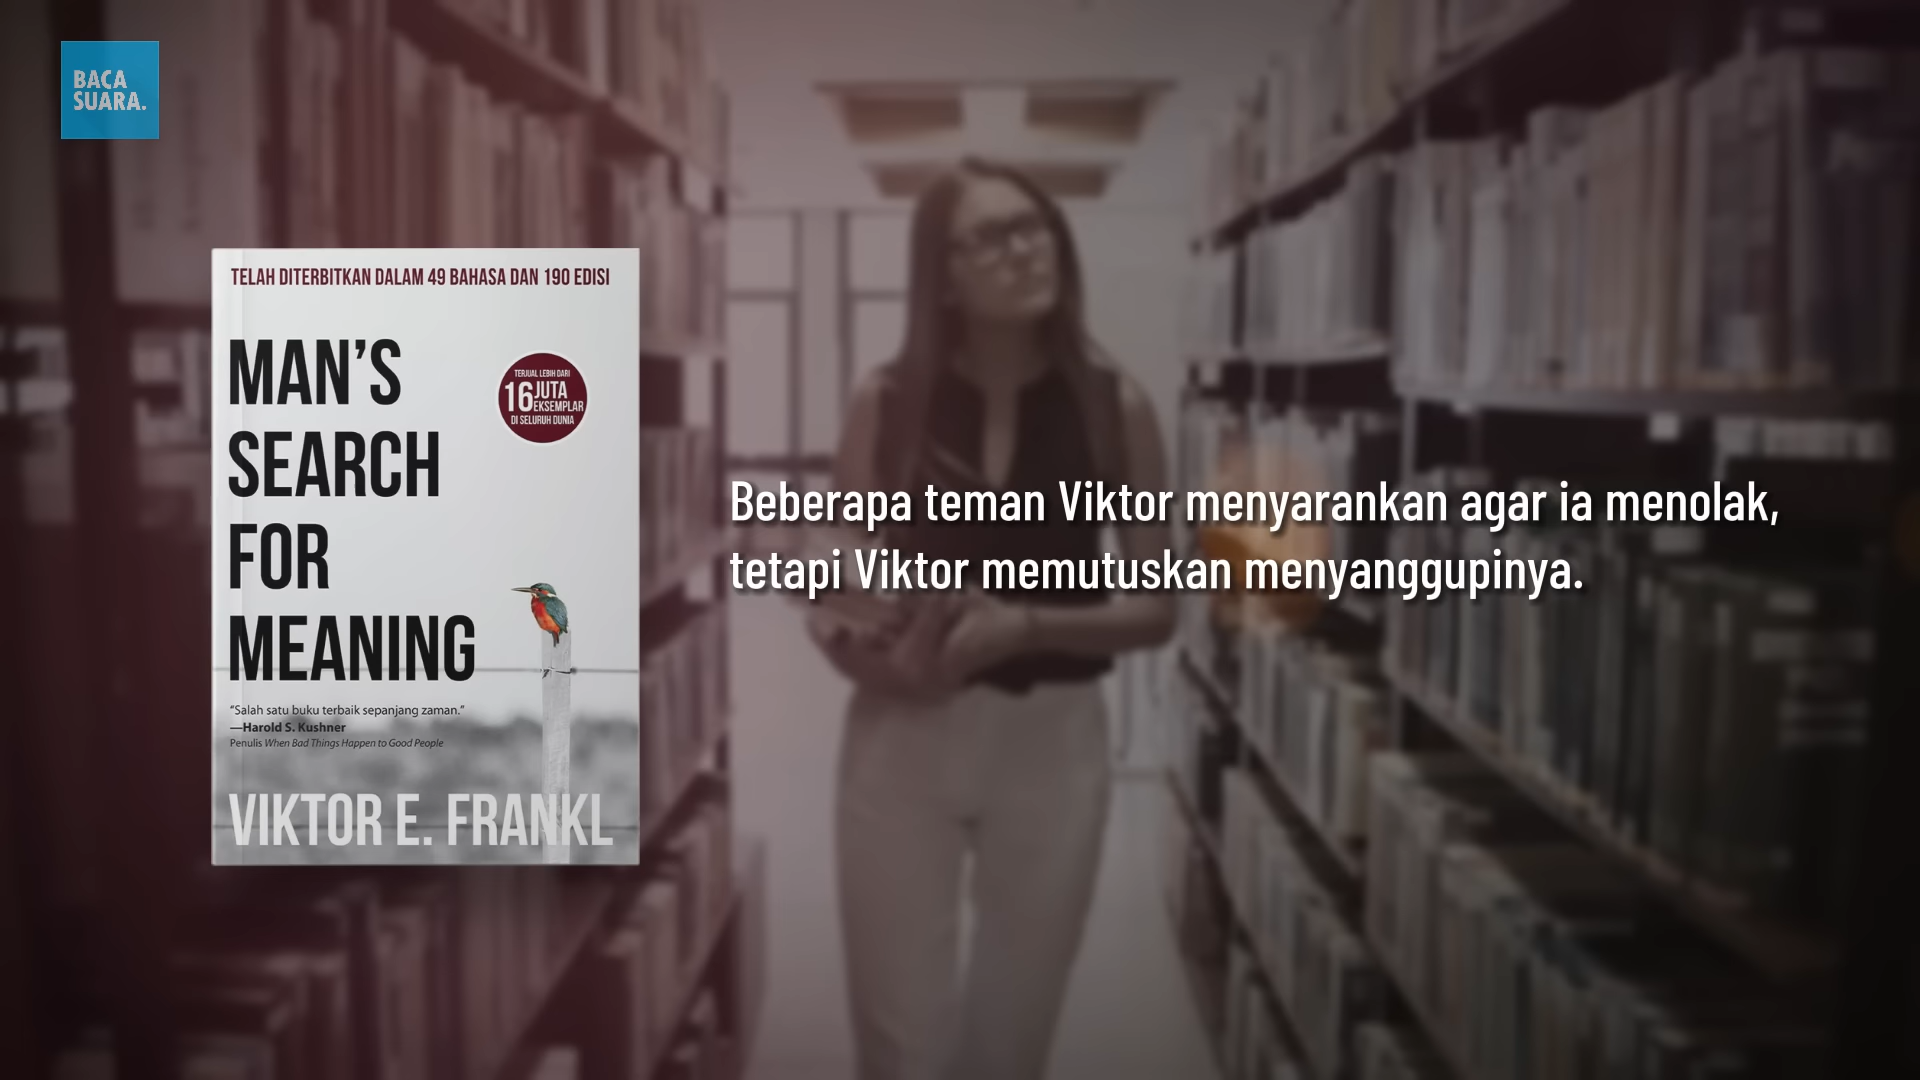 BACA
SUARA.
TELAH DITERBITKAN DALAM 49 BAHASA DAN 190 EDISI
MAN'S
SEARCH
FOR
MEANING
TERJUAL LEBIH DARI
16 JUTA
EKSEMPLAR
DI SELURUH DUNIA
"Salah satu buku terbaik sepanjang zaman."
—Harold S. Kushner
Penulis When Bad Things Happen to Good People
VIKTOR E. FRANKL
Beberapa teman Viktor menyarankan agar ia menolak,
tetapi Viktor memutuskan menyanggupinya.